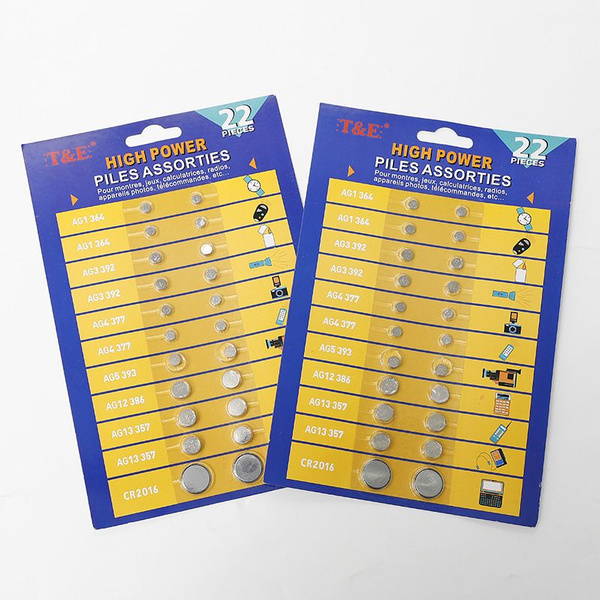 T&E®
22
PIECES
HIGH POWER
PILES ASSORTIES
Pour montres, jeux, calculatrices, radios,
appareils photos, télécommandes, etc...
AG1 364
AG1 364
AG3 392
AG3 392
AG4 377
AG4 377
AG5 393
AG12 386
AG13 357
AG13 357
CR2016
T&E®
22
PIECES
HIGH POWER
PILES ASSORTIES
Pour montres, jeux, calculatrices, radios,
appareils photos, télécommandes, etc...
AG1 364
AG1 364
AG3 392
AG3 392
AG4 377
AG4 377
AG5 393
AG12 386
AG13 357
AG13 357
CR2016